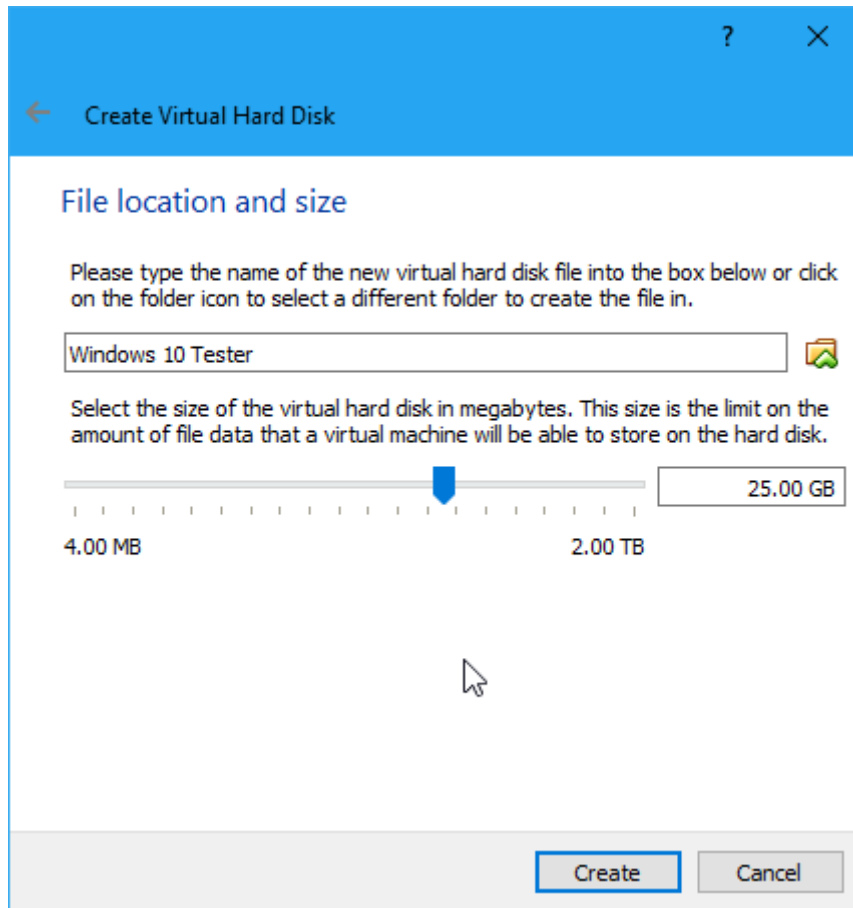 ?
Create Virtual Hard Disk
File location and size
Please type the name of the new virtual hard disk file into the box below or click
on the folder icon to select a different folder to create the file in.
Windows 10 Tester
Select the size of the virtual hard disk in megabytes. This size is the limit on the
amount of file data that a virtual machine will be able to store on the hard disk.
25.00 GB
4.00 MB 2.00 TB
Create Cancel